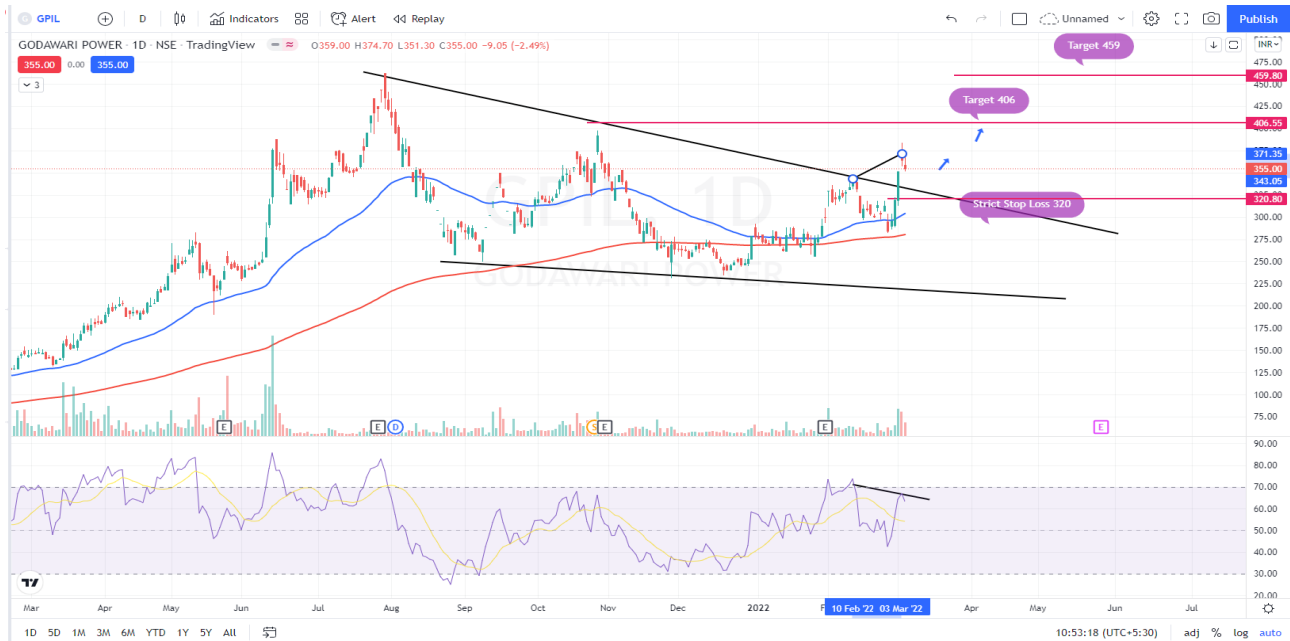 GPIL
D
Indicators
Alert
Replay
Unnamed
Publish
GODAWARI POWER · 1D · NSE · TradingView
O359.00 H374.70 L351.30 C355.00 -9.05 (-2.49%)
INR
355.00 0.00 355.00
3
Target 459
475.00
459.80
450.00
Target 406
425.00
406.55
371.35
355.00
343.05
320.80
Strict Stop Loss 320
300.00
275.00
250.00
225.00
200.00
175.00
150.00
125.00
100.00
75.00
GPIL, 1D
GODAWARI POWER
E E D S E E E
90.00
80.00
70.00
60.00
50.00
40.00
30.00
20.00
Mar Apr May Jun Jul Aug Sep Oct Nov Dec 2022 10 Feb '22 03 Mar '22 Apr May Jun Jul
1D 5D 1M 3M 6M YTD 1Y 5Y All
10:53:18 (UTC+5:30) adj % log auto